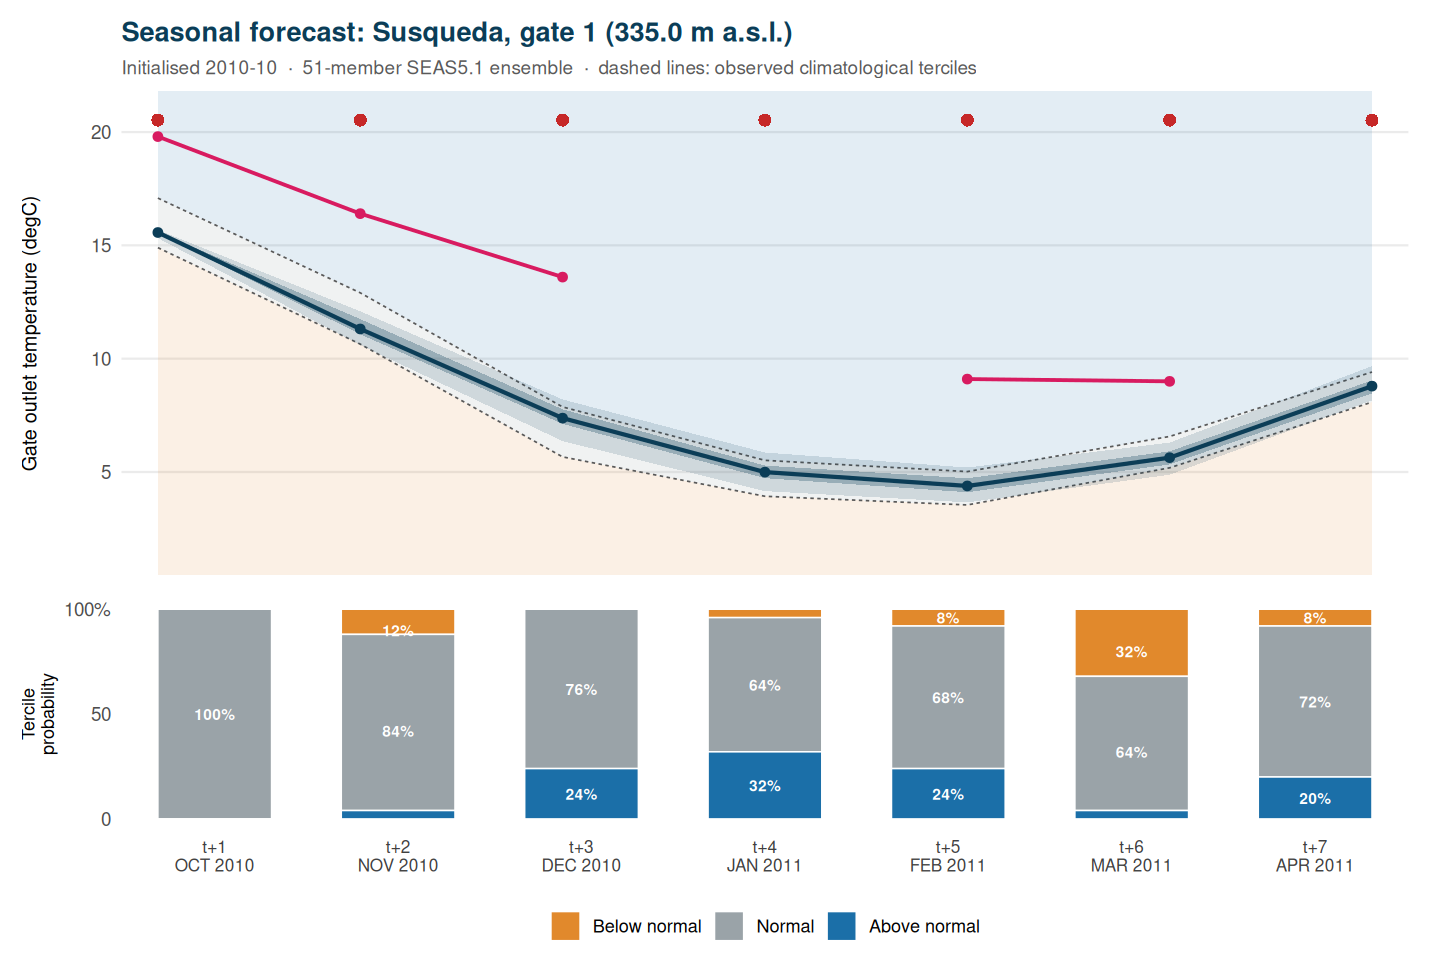 Seasonal forecast: Susqueda, gate 1 (335.0 m a.s.l.)
Initialised 2010-10 · 51-member SEAS5.1 ensemble · dashed lines: observed climatological terciles
Gate outlet temperature (degC)
20
15
10
5
Tercile
probability
100%
50
0
100%
12%
84%
76%
24%
64%
32%
8%
68%
24%
32%
64%
8%
72%
20%
t+1
OCT 2010
t+2
NOV 2010
t+3
DEC 2010
t+4
JAN 2011
t+5
FEB 2011
t+6
MAR 2011
t+7
APR 2011
Below normal
Normal
Above normal